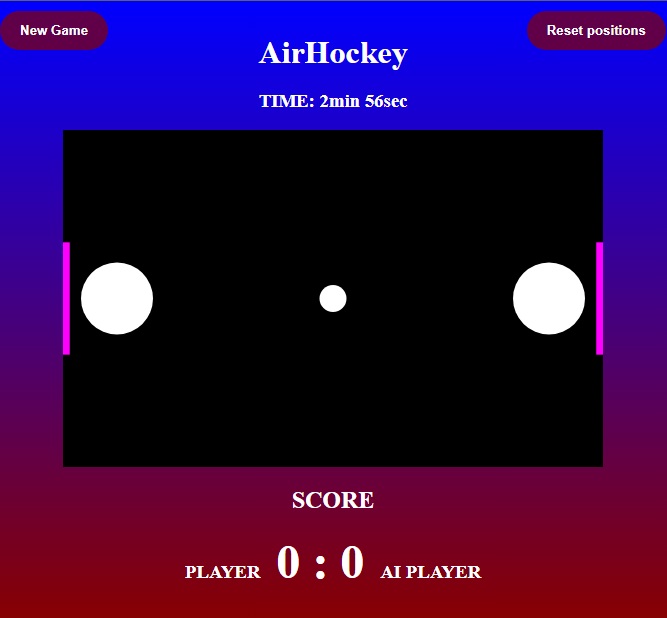 New Game
Reset positions
AirHockey
TIME: 2min 56sec
SCORE
PLAYER 0 : 0 AI PLAYER